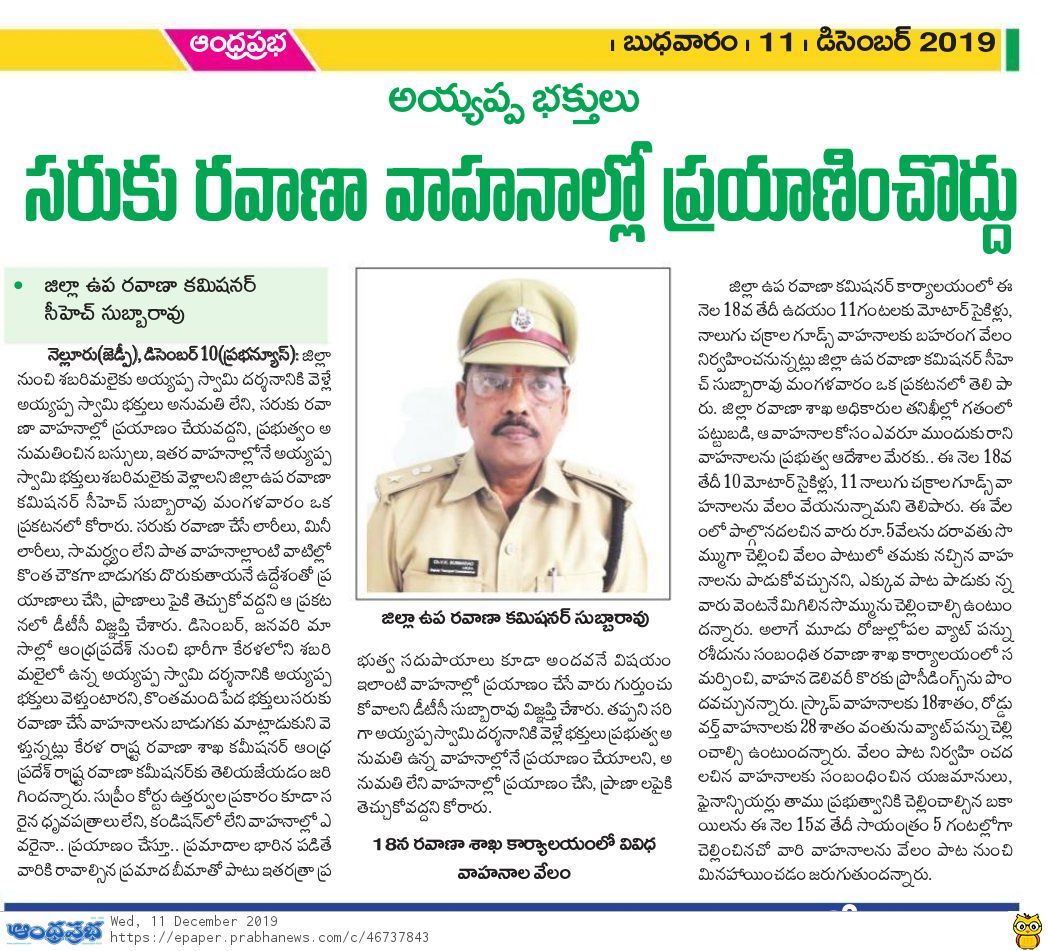 ఆంధ్రప్రభ
। బుధవారం । 11 । డిసెంబర్ 2019
అయ్యప్ప భక్తులు
సరుకు రవాణా వాహనాల్లో ప్రయాణించొద్దు
• జిల్లా ఉప రవాణా కమిషనర్
సీహెచ్ సుబ్బారావు
నెల్లూరు(జెడ్పీ), డిసెంబర్ 10(ప్రభన్యూస్): జిల్లా
నుంచి శబరిమలైకు అయ్యప్ప స్వామి దర్శనానికి వెళ్లే
అయ్యప్ప స్వామి భక్తులు అనుమతి లేని, సరుకు రవా
ణా వాహనాల్లో ప్రయాణం చేయవద్దని, ప్రభుత్వం అ
నుమతించిన బస్సులు, ఇతర వాహనాల్లోనే అయ్యప్ప
స్వామి భక్తులు శబరిమలైకు వెళ్లాలని జిల్లా ఉప రవాణా
కమిషనర్ సీహెచ్ సుబ్బారావు మంగళవారం ఒక
ప్రకటనలో కోరారు. సరుకు రవాణా చేసే లారీలు, మినీ
లారీలు, సామర్థ్యం లేని పాత వాహనాల్లాంటి వాటిల్లో
కొంత చౌకగా బాడుగకు దొరుకుతాయనే ఉద్దేశంతో ప్ర
యాణాలు చేసి, ప్రాణాలు పైకి తెచ్చుకోవద్దని ఆ ప్రకట
నలో డీటీసీ విజ్ఞప్తి చేశారు. డిసెంబర్, జనవరి మా
సాల్లో ఆంధ్రప్రదేశ్ నుంచి భారీగా కేరళలోని శబరి
మలైలో ఉన్న అయ్యప్ప స్వామి దర్శనానికి అయ్యప్ప
భక్తులు వెళ్తుంటారని, కొంతమంది పేద భక్తులు సరుకు
రవాణా చేసే వాహనాలను బాడుగకు మాట్లాడుకుని వె
ళ్తున్నట్లు కేరళ రాష్ట్ర రవాణా శాఖ కమీషనర్ ఆంధ్ర
ప్రదేశ్ రాష్ట్ర రవాణా కమీషనర్‌కు తెలియజేయడం జరి
గిందన్నారు. సుప్రీం కోర్టు ఉత్తర్వుల ప్రకారం కూడా స
రైన ధృవపత్రాలు లేని, కండిషన్‌లో లేని వాహనాల్లో ఎ
వరైనా.. ప్రయాణం చేస్తూ.. ప్రమాదాల భారిన పడితే
వారికి రావాల్సిన ప్రమాద బీమాతో పాటు ఇతరత్రా ప్ర
జిల్లా ఉప రవాణా కమిషనర్ సుబ్బారావు
భుత్వ సదుపాయాలు కూడా అందవనే విషయం
ఇలాంటి వాహనాల్లో ప్రయాణం చేసే వారు గుర్తుంచు
కోవాలని డీటీసీ సుబ్బారావు విజ్ఞప్తి చేశారు. తప్పని సరి
గా అయ్యప్పస్వామి దర్శనానికి వెళ్లే భక్తులు ప్రభుత్వ అ
నుమతి ఉన్న వాహనాల్లోనే ప్రయాణం చేయాలని, అ
నుమతి లేని వాహనాల్లో ప్రయాణం చేసి, ప్రాణా లపైకి
తెచ్చుకోవద్దని కోరారు.
18న రవాణా శాఖ కార్యాలయంలో వివిధ
వాహనాల వేలం
జిల్లా ఉప రవాణా కమిషనర్ కార్యాలయంలో ఈ
నెల 18వ తేదీ ఉదయం 11గంటలకు మోటార్ సైకిళ్లు,
నాలుగు చక్రాల గూడ్స్ వాహనాలకు బహిరంగ వేలం
నిర్వహించనున్నట్లు జిల్లా ఉప రవాణా కమిషనర్ సీహె
చ్ సుబ్బారావు మంగళవారం ఒక ప్రకటనలో తెలి పా
రు. జిల్లా రవాణా శాఖ అధికారుల తనిఖీల్లో గతంలో
పట్టుబడి, ఆ వాహనాల కోసం ఎవరూ ముందుకు రాని
వాహనాలను ప్రభుత్వ ఆదేశాల మేరకు.. ఈ నెల 18వ
తేదీ 10 మోటార్ సైకిళ్లు, 11 నాలుగు చక్రాల గూడ్స్ వా
హనాలను వేలం వేయనున్నామని తెలిపారు. ఈ వేల
ంలో పాల్గొనదలచిన వారు రూ.5వేలను దరావతు సొ
మ్ముగా చెల్లించి వేలం పాటలో తమకు నచ్చిన వాహ
నాలను పాడుకోవచ్చునని, ఎక్కువ పాట పాడుకు న్న
వారు వెంటనే మిగిలిన సొమ్మును చెల్లించాల్సి ఉంటుం
దన్నారు. అలాగే మూడు రోజుల్లోపల వ్యాట్ పన్ను
రశీదును సంబంధిత రవాణా శాఖ కార్యాలయంలో స
మర్పించి, వాహన డెలివరీ కొరకు ప్రొసీడింగ్స్‌ను పొం
దవచ్చునన్నారు. స్క్రాప్ వాహనాలకు 18శాతం, రోడ్డు
వర్త్ వాహనాలకు 28 శాతం వంతును వ్యాట్ పన్ను చెల్లి
ంచాల్సి ఉంటుందన్నారు. వేలం పాట నిర్వహి ంచద
లచిన వాహనాలకు సంబంధించిన యజమానులు,
ఫైనాన్సియర్లు తాము ప్రభుత్వానికి చెల్లించాల్సిన బకా
యిలను ఈ నెల 15వ తేదీ సాయంత్రం 5 గంటల్లోగా
చెల్లించినచో వారి వాహనాలను వేలం పాట నుంచి
మినహాయించడం జరుగుతుందన్నారు.
ఆంధ్రప్రభ
Wed, 11 December 2019
https://epaper.prabhanews.com/c/46737843